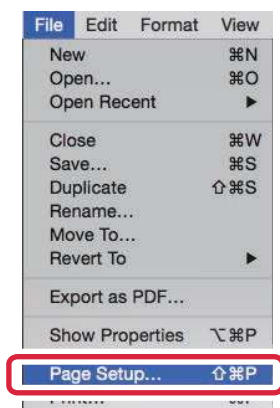 File Edit Format View
New ⌘N
Open... ⌘O
Open Recent ▶
Close ⌘W
Save... ⌘S
Duplicate ⇧⌘S
Rename...
Move To...
Revert To ▶
Export as PDF...
Show Properties ⌥⌘P
Page Setup... ⇧⌘P